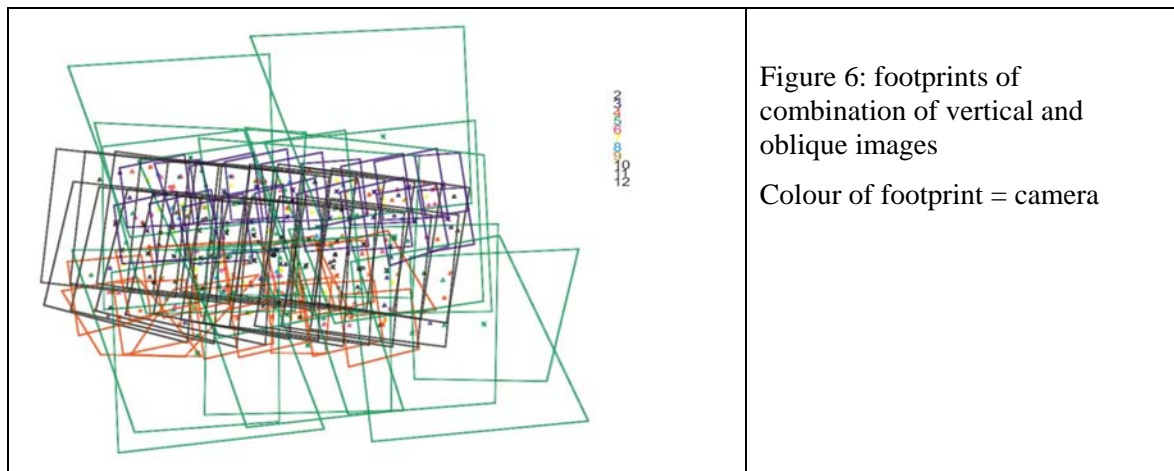 2
3
4
5
6
8
9
10
11
12
Figure 6: footprints of
combination of vertical and
oblique images
Colour of footprint = camera